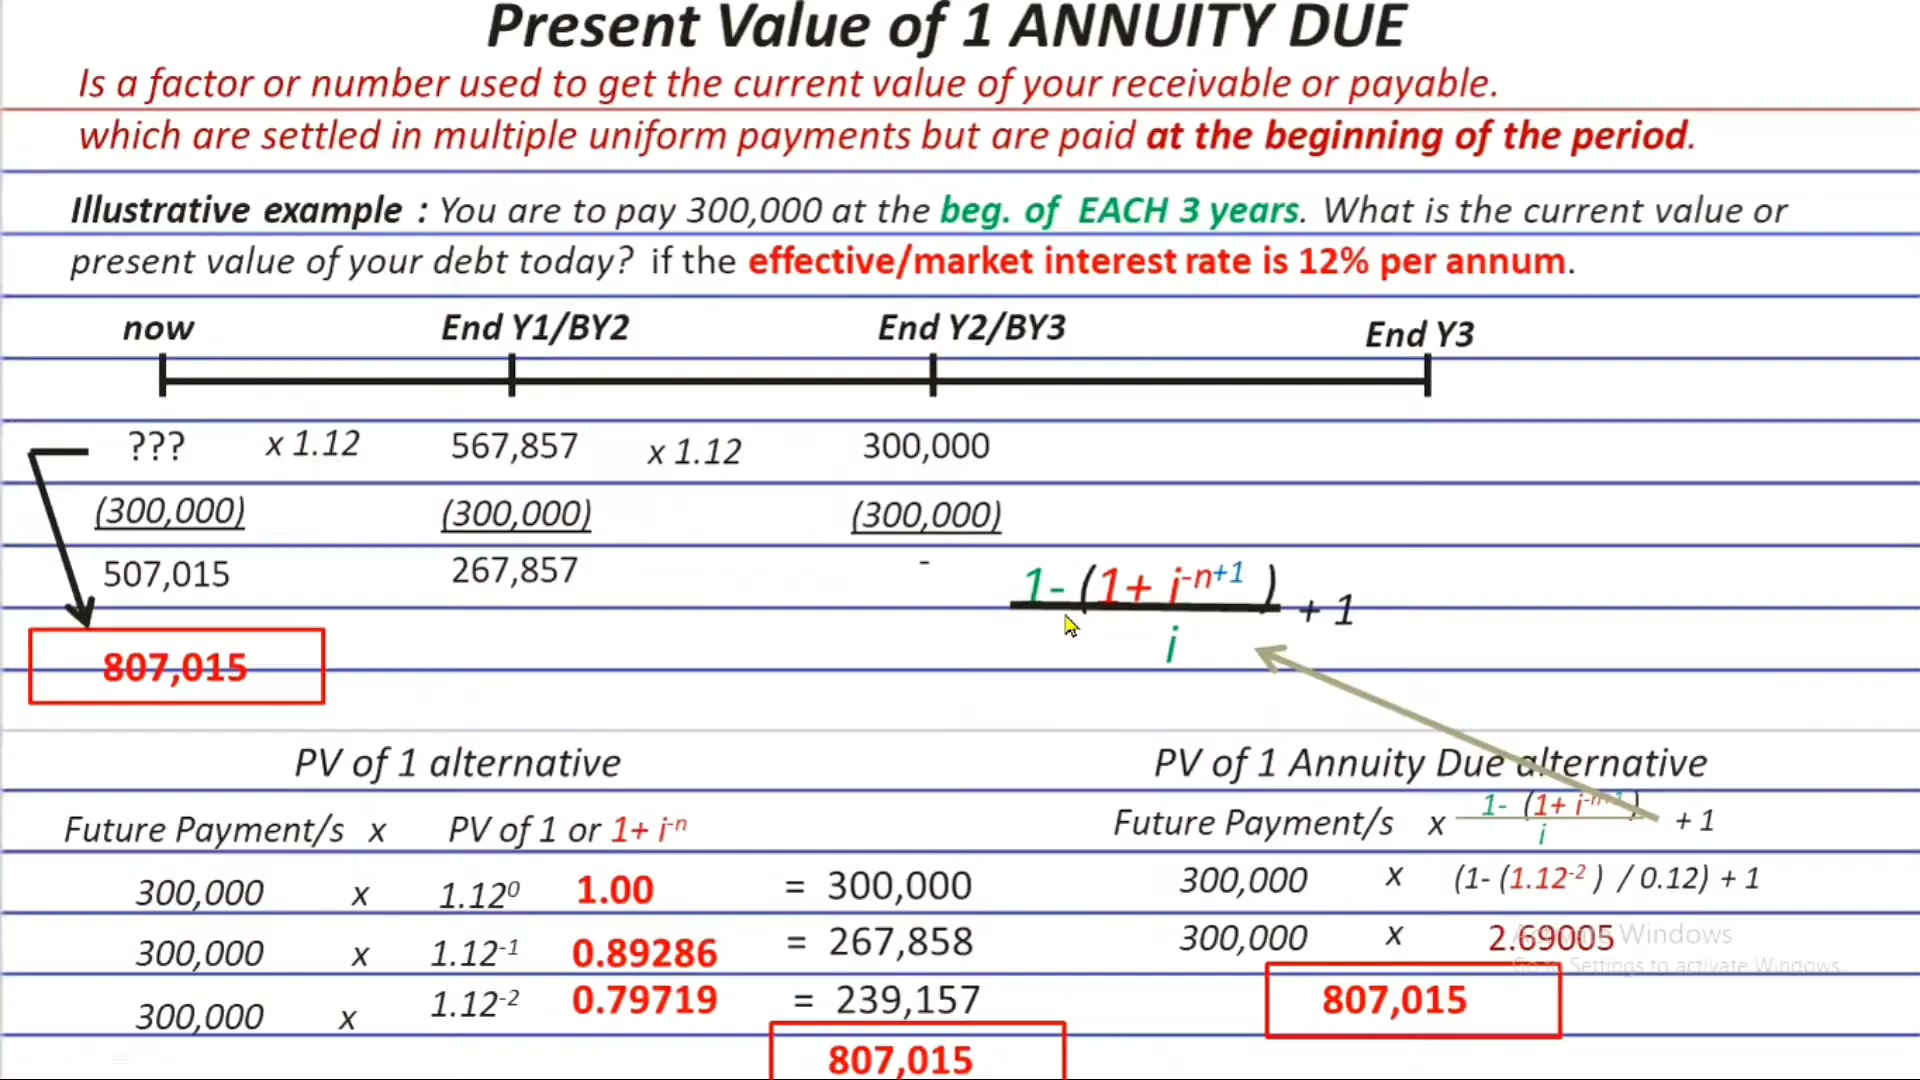 Present Value of 1 ANNUITY DUE
Is a factor or number used to get the current value of your receivable or payable.
which are settled in multiple uniform payments but are paid at the beginning of the period.
Illustrative example : You are to pay 300,000 at the beg. of EACH 3 years. What is the current value or
present value of your debt today? if the effective/market interest rate is 12% per annum.
now End Y1/BY2 End Y2/BY3 End Y3
??? x 1.12 567,857 x 1.12 300,000
(300,000) (300,000) (300,000)
507,015 267,857 -
1- (1+ i-n+1 ) + 1
i
807,015
PV of 1 alternative PV of 1 Annuity Due alternative
Future Payment/s x PV of 1 or 1+ i-n Future Payment/s x 1- (1+ i-n+1 ) + 1
i
300,000 x 1.120 1.00 = 300,000 300,000 x (1- (1.12-2 ) / 0.12) + 1
300,000 x 1.12-1 0.89286 = 267,858 300,000 x 2.69005
Activate Windows
Go to Settings to activate Windows.
300,000 x 1.12-2 0.79719 = 239,157 807,015
807,015